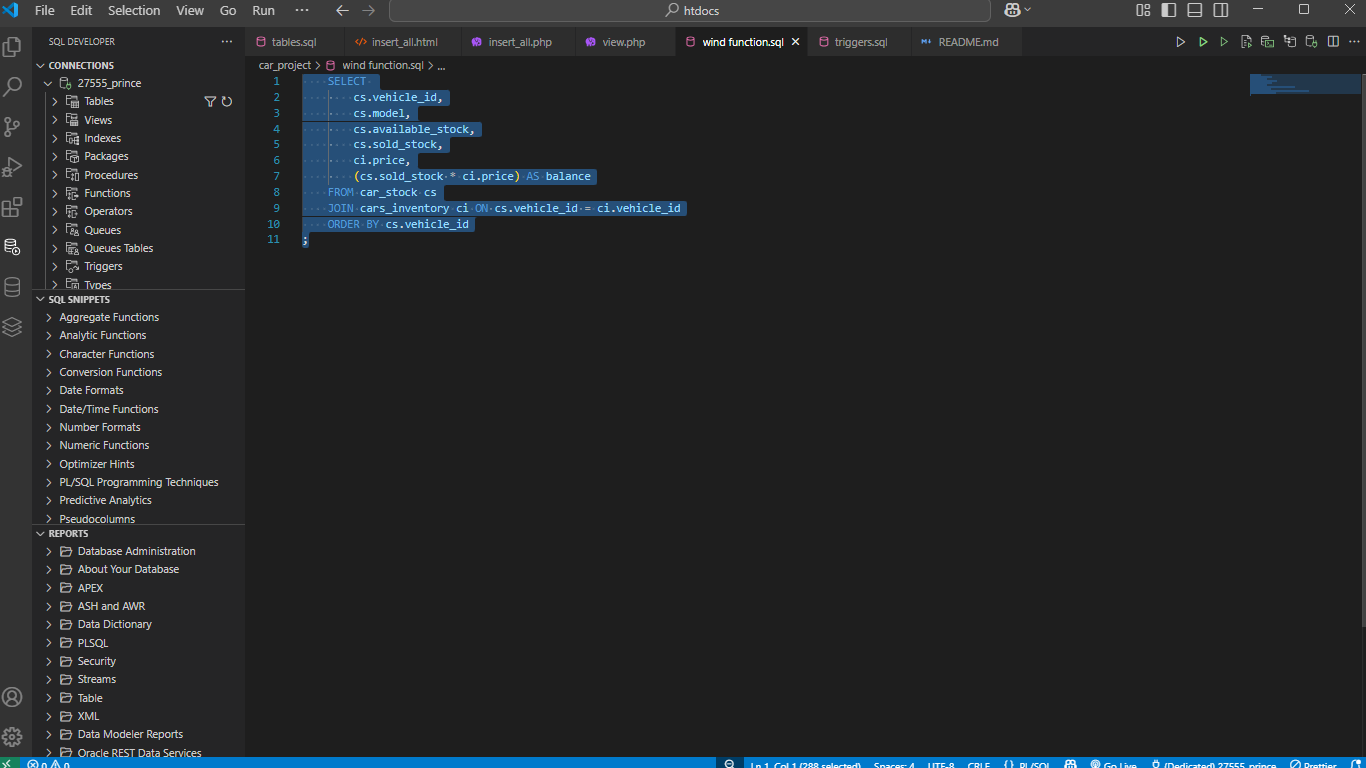 File Edit Selection View Go Run ··· htdocs
SQL DEVELOPER
tables.sql insert_all.html insert_all.php view.php wind function.sql triggers.sql README.md
car_project > wind function.sql > ...
CONNECTIONS
27555_prince
Tables
Views
Indexes
Packages
Procedures
Functions
Operators
Queues
Queues Tables
Triggers
Types
SQL SNIPPETS
Aggregate Functions
Analytic Functions
Character Functions
Conversion Functions
Date Formats
Date/Time Functions
Number Formats
Numeric Functions
Optimizer Hints
PL/SQL Programming Techniques
Predictive Analytics
Pseudocolumns
REPORTS
Database Administration
About Your Database
APEX
ASH and AWR
Data Dictionary
PLSQL
Security
Streams
Table
XML
Data Modeler Reports
Oracle REST Data Services
1 SELECT
2 cs.vehicle_id,
3 cs.model,
4 cs.available_stock,
5 cs.sold_stock,
6 ci.price,
7 (cs.sold_stock * ci.price) AS balance
8 FROM car_stock cs
9 JOIN cars_inventory ci ON cs.vehicle_id = ci.vehicle_id
10 ORDER BY cs.vehicle_id
11 ;
0 0 Ln 1, Col 1 (288 selected) Spaces: 4 UTF-8 CRLF {} PL/SQL Go Live (Dedicated) 27555_prince Prettier